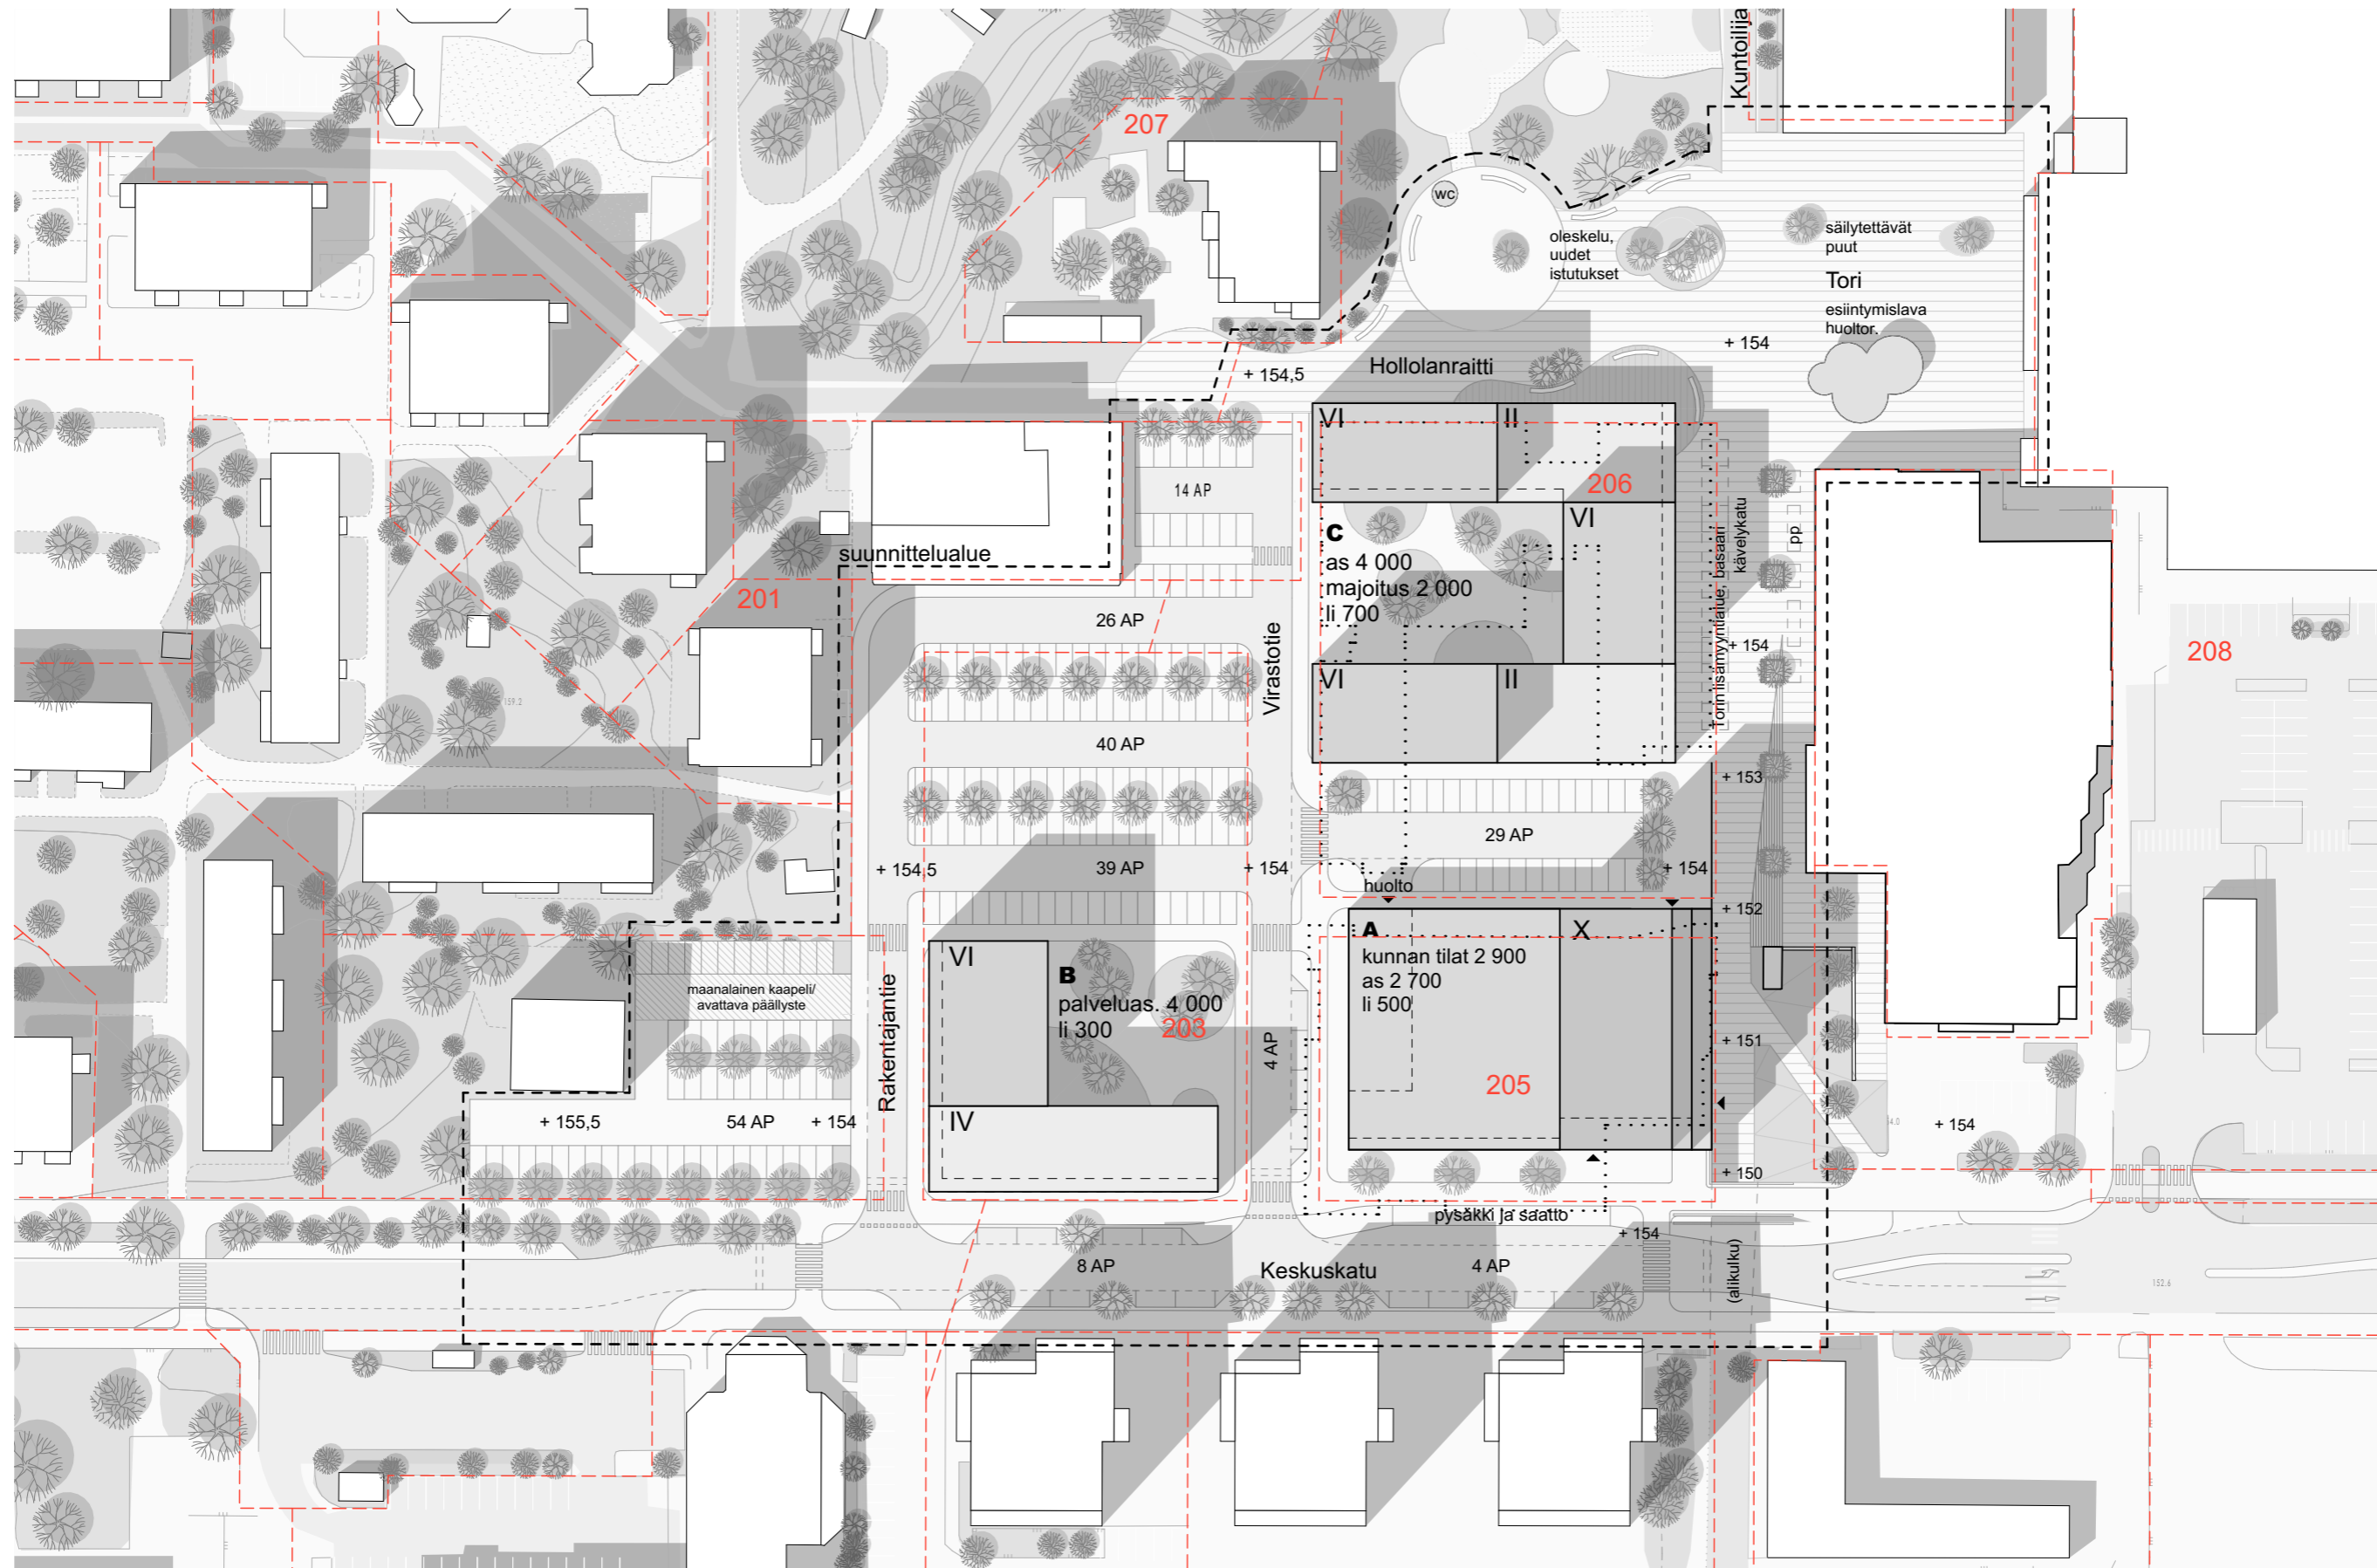 Kuntoilija
207
wc
oleskelu,
uudet
istutukset
säilytettävät
puut
Tori
esiintymislava
huoltor.
+ 154
Hollolanraitti
+ 154,5
VI
II
206
14 AP
C
as 4 000
majoitus 2 000
li 700
VI
kävelykatu
pp
Torin lisämyyntialue, basaari
suunnittelualue
201
26 AP
Virastotie
+ 154
208
VI
II
159.2
40 AP
+ 153
29 AP
+ 154,5
39 AP
+ 154
+ 154
huolto
+ 152
A
X
kunnan tilat 2 900
as 2 700
li 500
VI
B
palveluas. 4 000
li 300
203
maanalainen kaapeli/
avattava päällyste
Rakentajantie
4 AP
+ 151
205
+ 155,5
54 AP
+ 154
IV
+ 154
+ 150
pysäkki ja saatto
+ 154
(alikulku)
8 AP
Keskuskatu
4 AP
152.6